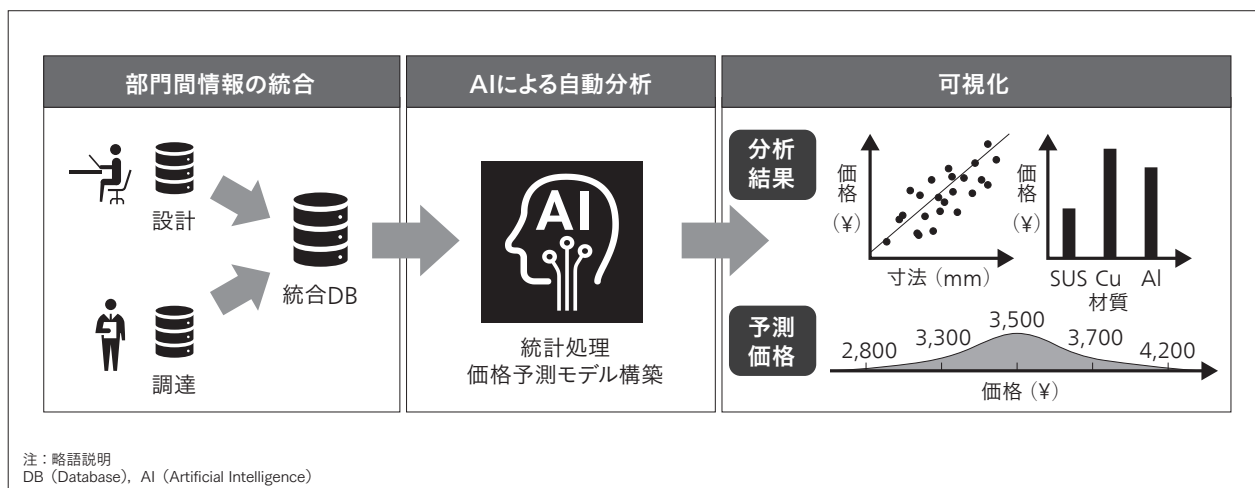 部門間情報の統合
設計
調達
統合DB
AIによる自動分析
AI
統計処理
価格予測モデル構築
可視化
分析
結果
価格
(¥)
寸法(mm)
価格
(¥)
SUS Cu Al
材質
予測
価格
2,800 3,300 3,500 3,700 4,200
価格(¥)
注：略語説明
DB(Database)，AI(Artificial Intelligence)